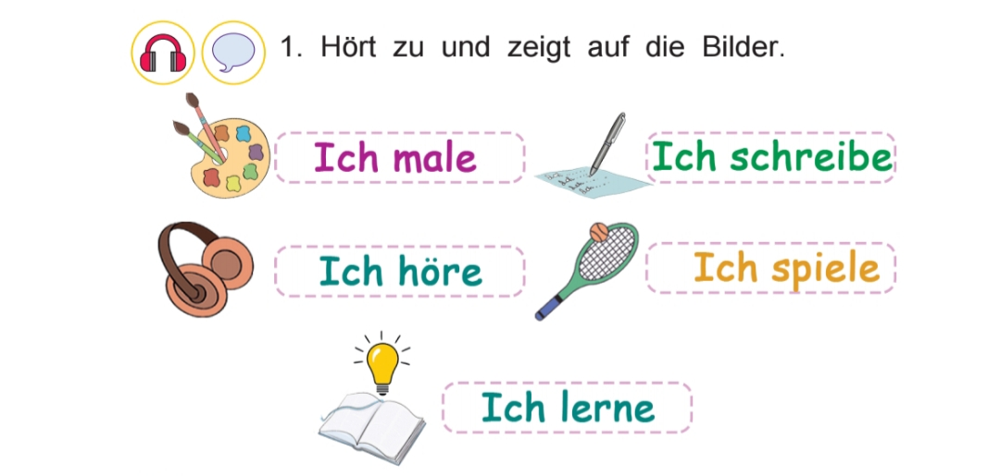 1. Hört zu und zeigt auf die Bilder.
Ich male
Ich schreibe
Ich höre
Ich spiele
Ich lerne